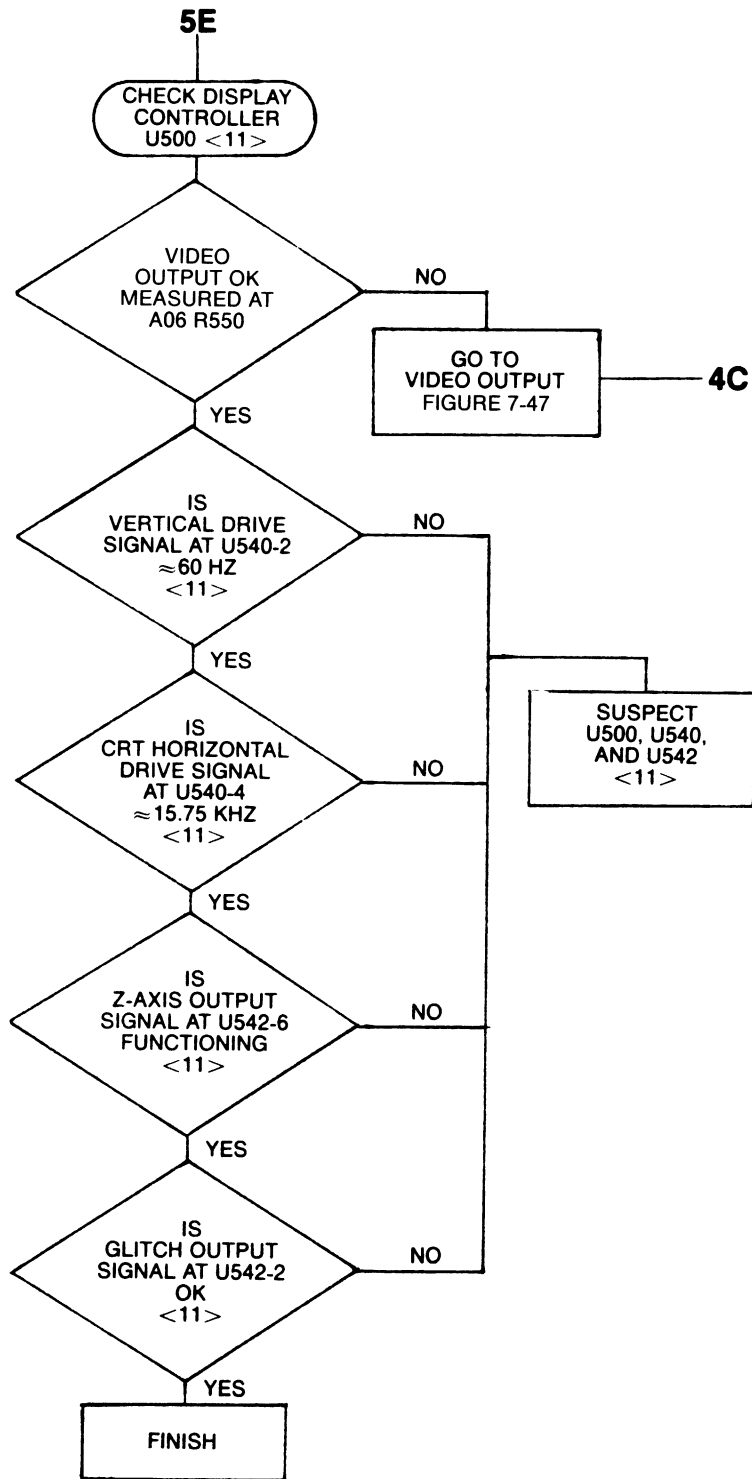 5E
CHECK DISPLAY
CONTROLLER
U500 <11>
VIDEO
OUTPUT OK
MEASURED AT
A06 R550
NO
GO TO
VIDEO OUTPUT
FIGURE 7-47
4C
YES
IS
VERTICAL DRIVE
SIGNAL AT U540-2
≈60 HZ
<11>
NO
YES
SUSPECT
U500, U540,
AND U542
<11>
IS
CRT HORIZONTAL
DRIVE SIGNAL
AT U540-4
≈15.75 KHZ
<11>
NO
YES
IS
Z-AXIS OUTPUT
SIGNAL AT U542-6
FUNCTIONING
<11>
NO
YES
IS
GLITCH OUTPUT
SIGNAL AT U542-2
OK
<11>
NO
YES
FINISH